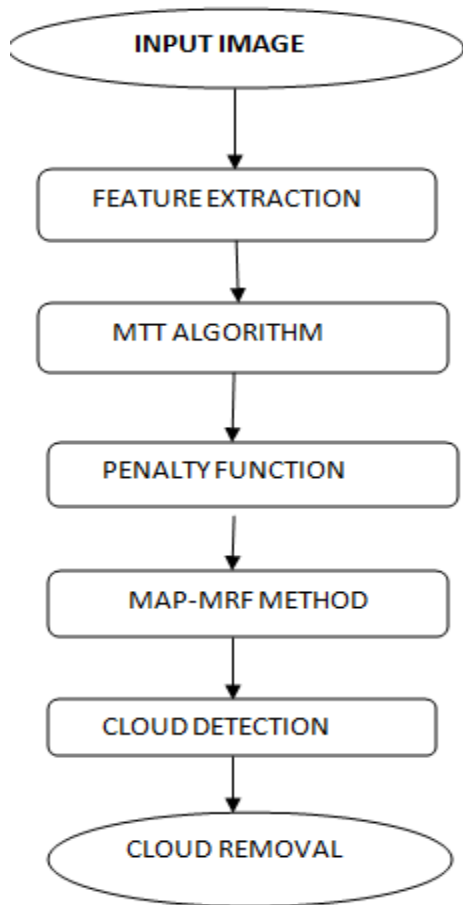 INPUT IMAGE
FEATURE EXTRACTION
MTT ALGORITHM
PENALTY FUNCTION
MAP-MRF METHOD
CLOUD DETECTION
CLOUD REMOVAL